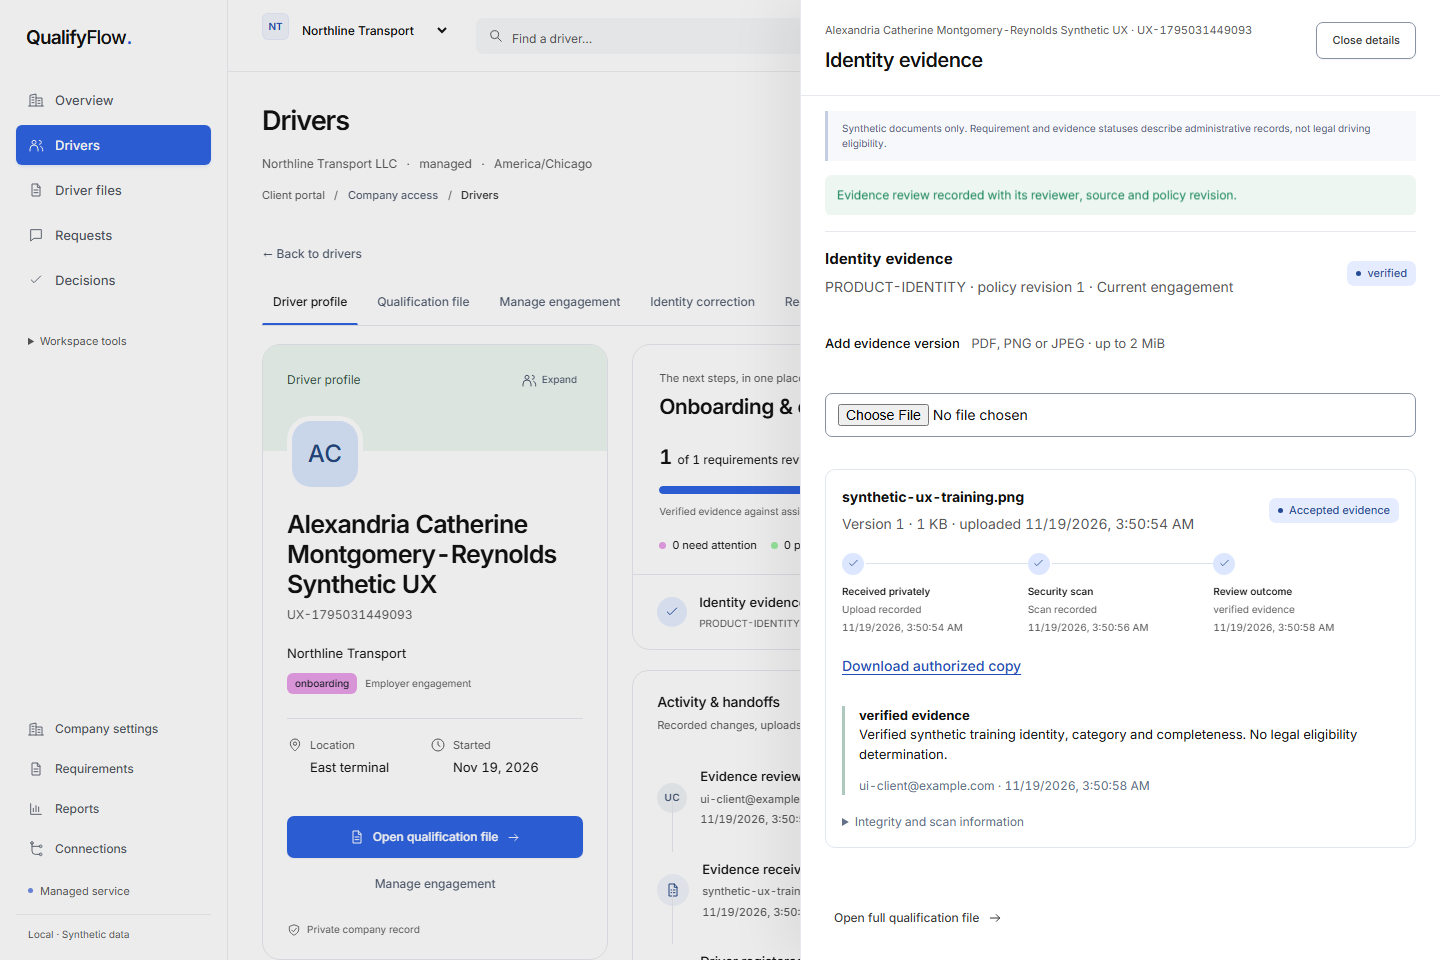 QualifyFlow.
Overview
Drivers
Driver files
Requests
Decisions
Workspace tools
Company settings
Requirements
Reports
Connections
Managed service
Local · Synthetic data
NT
Northline Transport
Find a driver...
Drivers
Northline Transport LLC · managed · America/Chicago
Client portal / Company access / Drivers
← Back to drivers
Driver profile
Qualification file
Manage engagement
Identity correction
Driver profile
Expand
AC
Alexandria Catherine
Montgomery-Reynolds
Synthetic UX
UX-1795031449093
Northline Transport
onboarding
Employer engagement
Location
East terminal
Started
Nov 19, 2026
Open qualification file →
Manage engagement
Private company record
The next steps, in one place
Onboarding &
1 of 1 requirements
Verified evidence against
0 need attention
0
Identity evidence
PRODUCT-IDENTITY
Activity & handoffs
Recorded changes, uploads
Evidence review
UC
ui-client@example
11/19/2026, 3:50:
Evidence
synthetic-ux-train
11/19/2026, 3:50:
Driver
Alexandria Catherine Montgomery-Reynolds Synthetic UX · UX-1795031449093
Identity evidence
Close details
Synthetic documents only. Requirement and evidence statuses describe administrative records, not legal driving
eligibility.
Evidence review recorded with its reviewer, source and policy revision.
Identity evidence
PRODUCT-IDENTITY · policy revision 1 · Current engagement
verified
Add evidence version PDF, PNG or JPEG · up to 2 MiB
Choose File No file chosen
synthetic-ux-training.png
Version 1 · 1 KB · uploaded 11/19/2026, 3:50:54 AM
Accepted evidence
Received privately
Upload recorded
11/19/2026, 3:50:54 AM
Security scan
Scan recorded
11/19/2026, 3:50:56 AM
Review outcome
verified evidence
11/19/2026, 3:50:58 AM
Download authorized copy
verified evidence
Verified synthetic training identity, category and completeness. No legal eligibility
determination.
ui-client@example.com · 11/19/2026, 3:50:58 AM
Integrity and scan information
Open full qualification file →